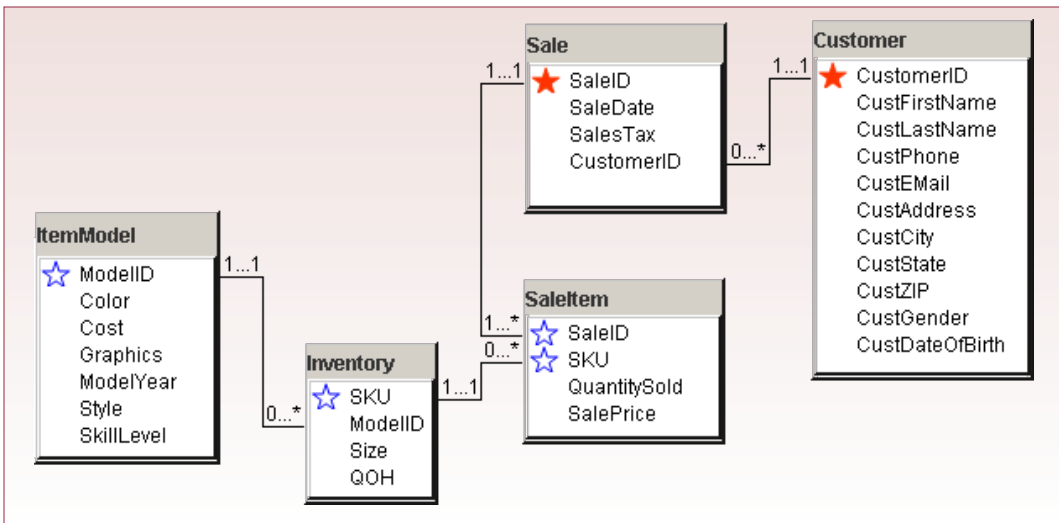 Sale
1...1
SaleID
SaleDate
SalesTax
CustomerID
0...*
Customer
1...1
CustomerID
CustFirstName
CustLastName
CustPhone
CustEMail
CustAddress
CustCity
CustState
CustZIP
CustGender
CustDateOfBirth
ItemModel
ModelID
Color
Cost
Graphics
ModelYear
Style
SkillLevel
1...1
0...*
Inventory
SKU
ModelID
Size
QOH
1...1
SaleItem
1...*
0...*
SaleID
SKU
QuantitySold
SalePrice